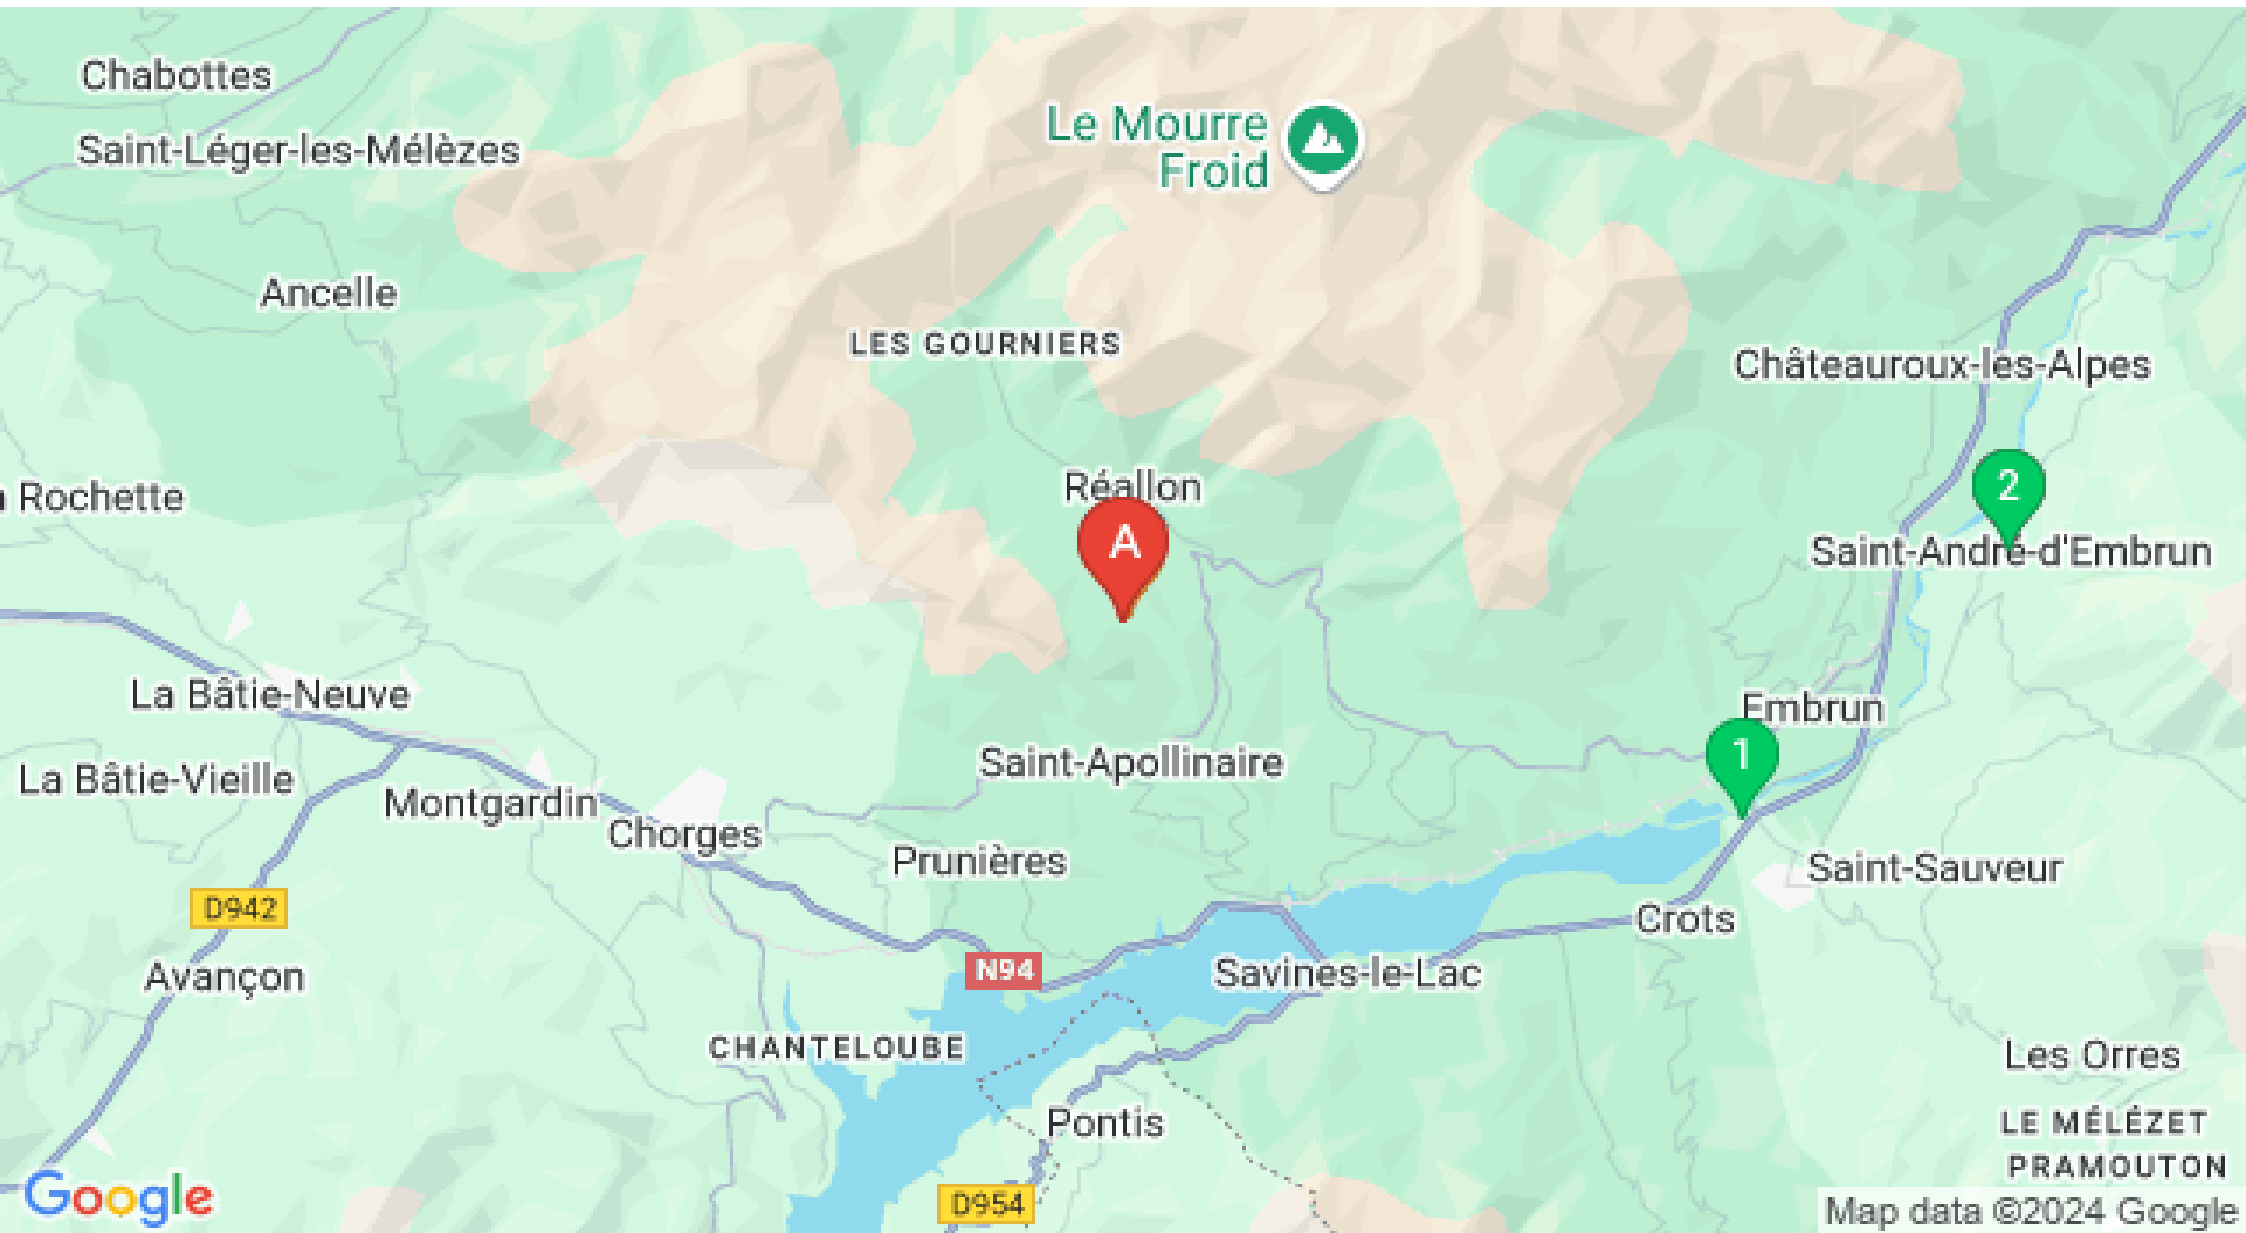 Chabottes
Le Mourre
Froid
Saint-Léger-les-Mélèzes
Ancelle
LES GOURNIERS
Châteauroux-les-Alpes
Réallon
Rochette
2
A
Saint-André-d'Embrun
La Bâtie-Neuve
Embrun
1
Saint-Apollinaire
La Bâtie-Vieille
Montgardin
Chorges
Prunières
Saint-Sauveur
D942
Crots
N94
Savines-le-Lac
Avançon
CHANTELOUBE
Les Orres
Pontis
LE MÉLÉZET
PRAMOUTON
Google
D954
Map data ©2024 Google